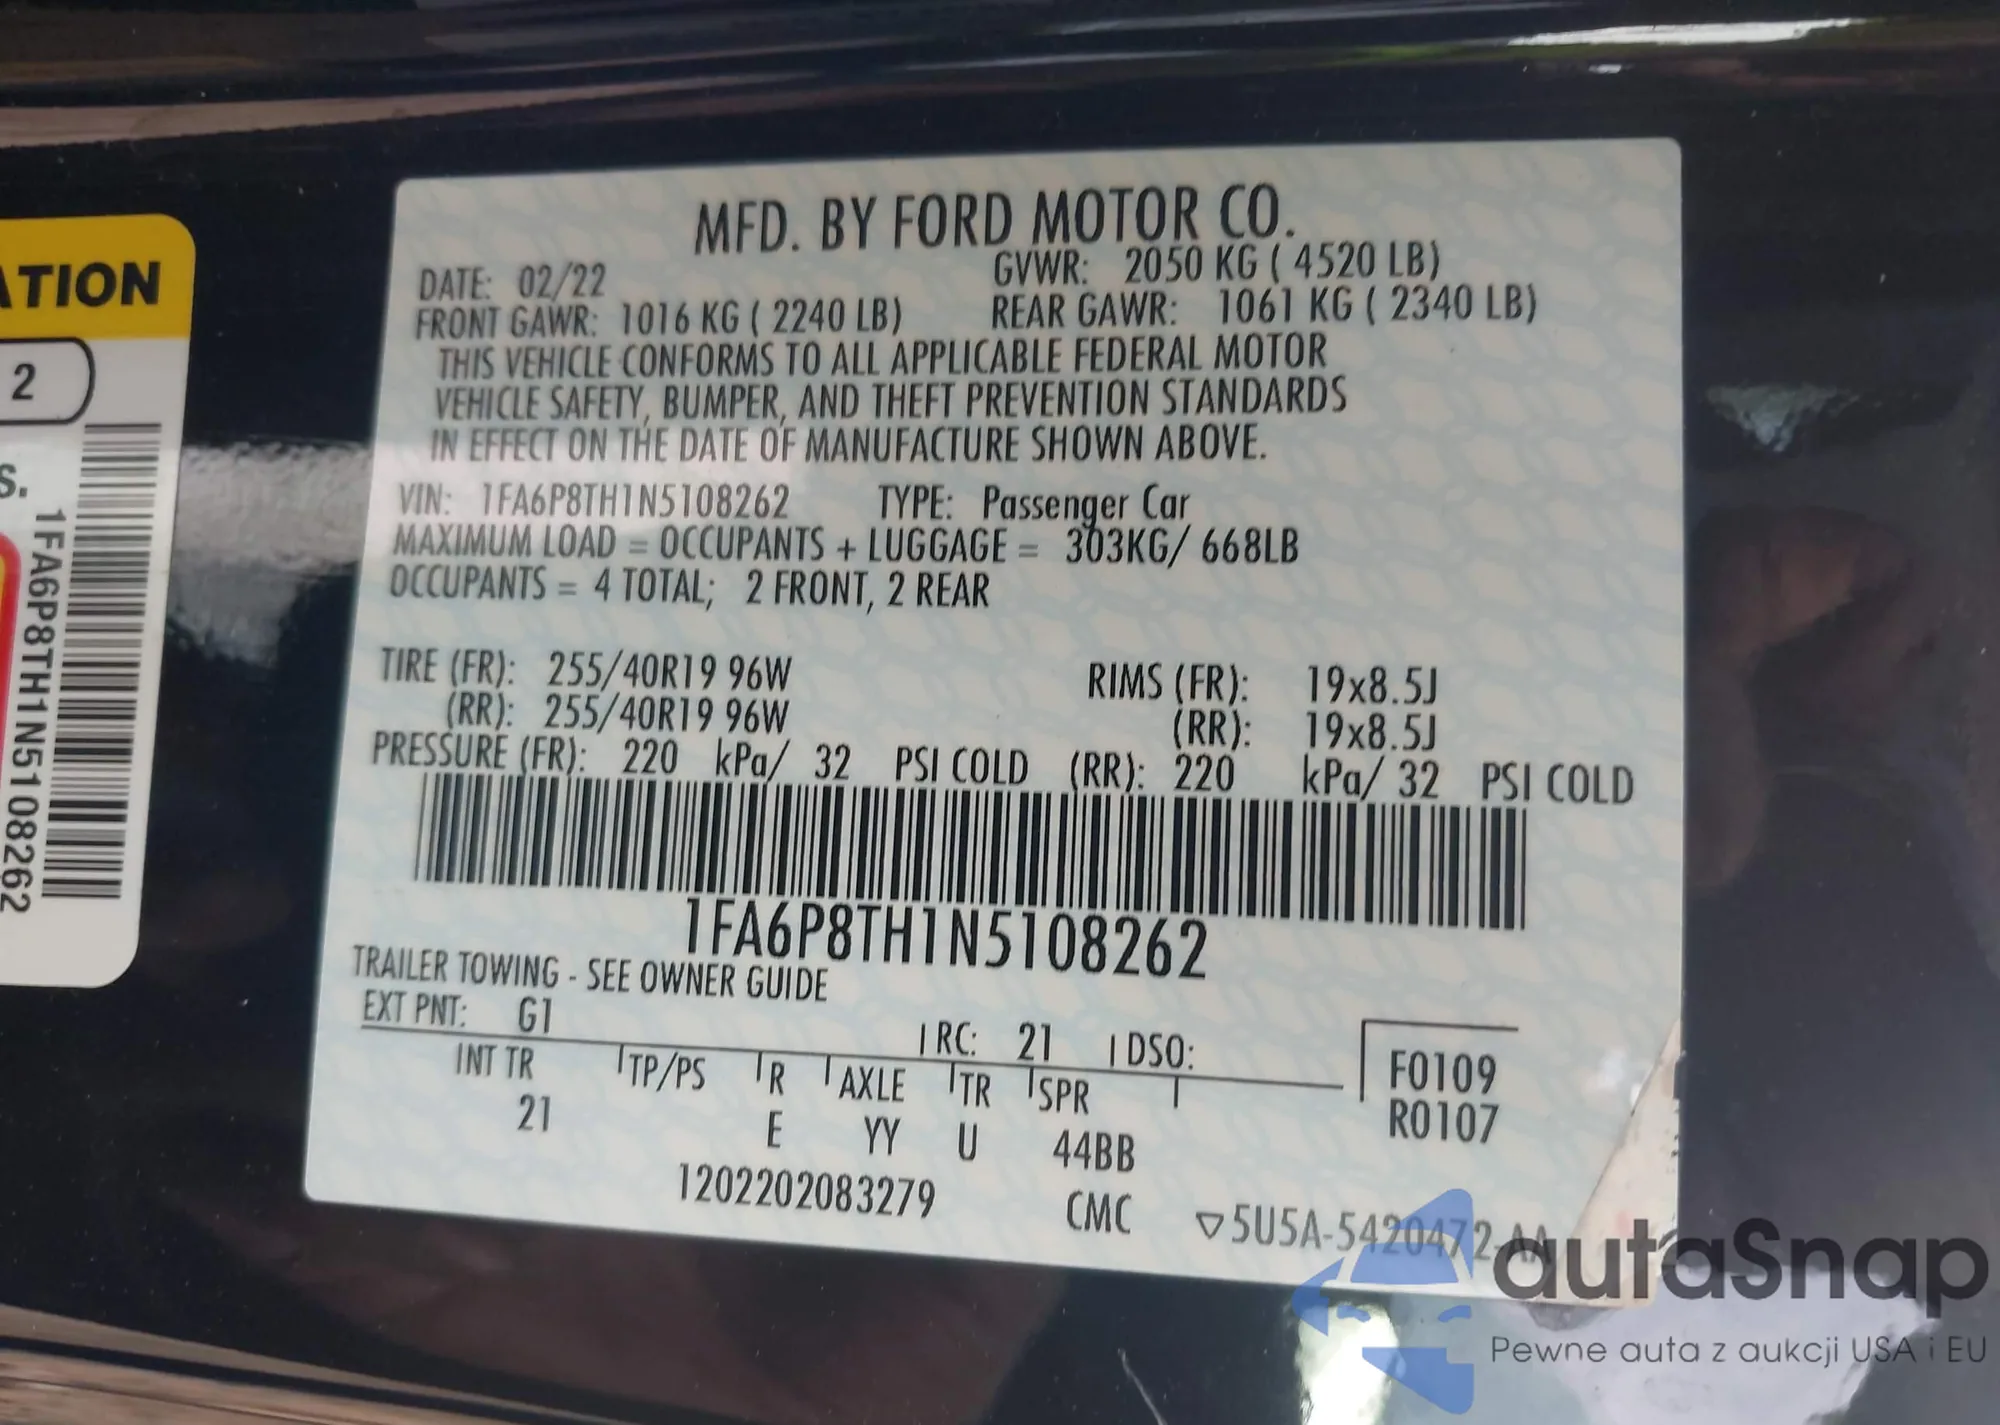 MFD. BY FORD MOTOR CO.
DATE: 02/22 GVWR: 2050 KG ( 4520 LB)
FRONT GAWR: 1016 KG ( 2240 LB) REAR GAWR: 1061 KG ( 2340 LB)
THIS VEHICLE CONFORMS TO ALL APPLICABLE FEDERAL MOTOR
VEHICLE SAFETY, BUMPER, AND THEFT PREVENTION STANDARDS
IN EFFECT ON THE DATE OF MANUFACTURE SHOWN ABOVE.
VIN: 1FA6P8TH1N5108262 TYPE: Passenger Car
MAXIMUM LOAD = OCCUPANTS + LUGGAGE = 303KG/ 668LB
OCCUPANTS = 4 TOTAL; 2 FRONT, 2 REAR
TIRE (FR): 255/40R19 96W RIMS (FR): 19x8.5J
(RR): 255/40R19 96W (RR): 19x8.5J
PRESSURE (FR): 220 kPa/ 32 PSI COLD (RR): 220 kPa/ 32 PSI COLD
1FA6P8TH1N5108262
TRAILER TOWING - SEE OWNER GUIDE
EXT PNT: G1 RC: 21 DSO: F0109
INT TR TP/PS R AXLE TR SPR R0107
21 E YY U 44BB
1202202083279 CMC ▽5U5A-5420472-AA
ATION
2
S.
1FA6P8TH1N5108262
autaSnap
Pewne auta z aukcji USA i EU